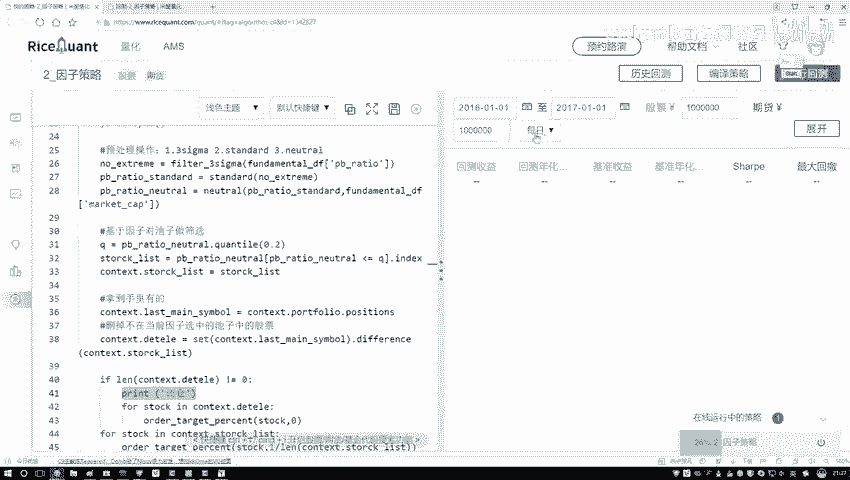 https://www.ricequant.com/quant/
RiceQuant
量化
AMS
预约路演
帮助文档
社区
2_因子策略
股票
期货
历史回测
编译策略
浅色主题
默认快捷键
2016-01-01
至
2017-01-01
股票¥
1000000
期货¥
1000000
每日
展开
回测收益
回测年化...
基准收益
基准年化...
Sharpe
最大回撤
--
--
--
--
--
--
24
25 #预处理操作：1.3sigma 2.standard 3.neutral
26 no_extreme = filter_3sigma(fundamental_df['pb_ratio'])
27 pb_ratio_standard = standard(no_extreme)
28 pb_ratio_neutral = neutral(pb_ratio_standard,fundamental_df
['market_cap'])
29
30 #基于因子对池子做筛选
31 q = pb_ratio_neutral.quantile(0.2)
32 storck_list = pb_ratio_neutral[pb_ratio_neutral <= q].index
33 context.storck_list = storck_list
34
35 #拿到手里有的
36 context.last_main_symbol = context.portfolio.positions
37 #删掉不在当前因子选中的池子中的股票
38 context.detele = set(context.last_main_symbol).difference
(context.storck_list)
39
40 if len(context.detele) != 0:
41 print (
42 for stock in context.detele:
43 order_target_percent(stock,0)
44 for stock in context.storck_list:
45 order_target_percent(stock,1/len(context.storck_list))
在线运行中的策略
1
26%
因子策略
21:27